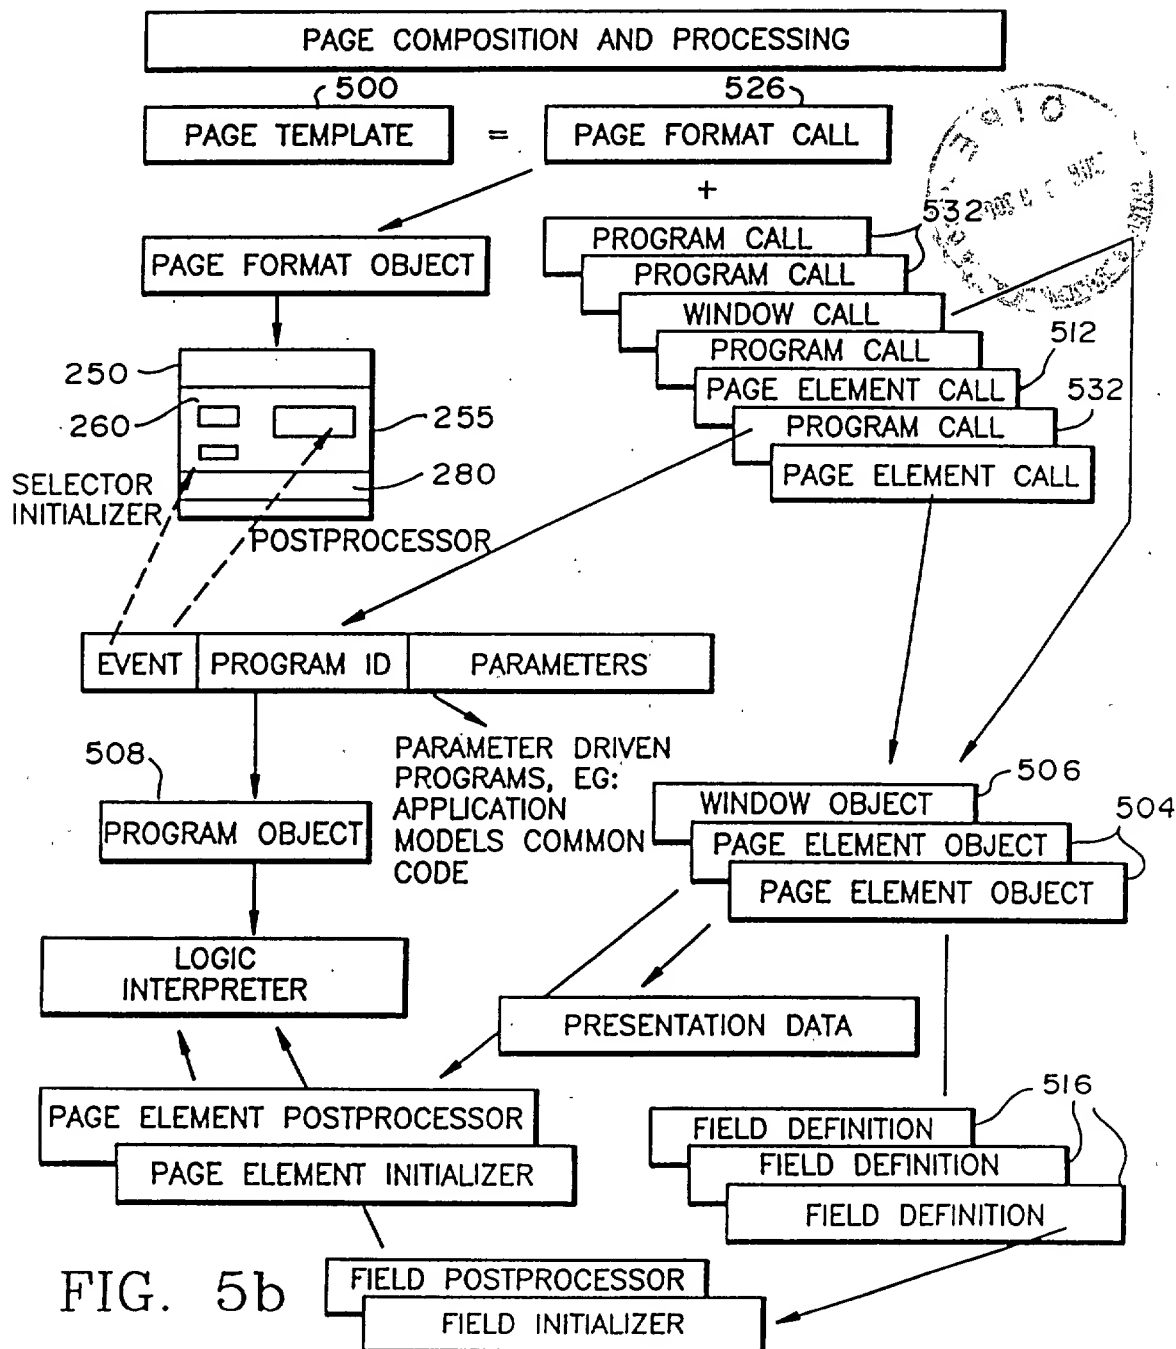 PAGE COMPOSITION AND PROCESSING
500
526
PAGE TEMPLATE = PAGE FORMAT CALL
+
532
PROGRAM CALL
PROGRAM CALL
WINDOW CALL
PROGRAM CALL
512
PAGE ELEMENT CALL
532
PROGRAM CALL
PAGE ELEMENT CALL
PAGE FORMAT OBJECT
250
260
255
280
SELECTOR
INITIALIZER
POSTPROCESSOR
EVENT PROGRAM ID PARAMETERS
PARAMETER DRIVEN
PROGRAMS, EG:
APPLICATION
MODELS COMMON
CODE
508
PROGRAM OBJECT
506
WINDOW OBJECT
504
PAGE ELEMENT OBJECT
PAGE ELEMENT OBJECT
LOGIC
INTERPRETER
PRESENTATION DATA
PAGE ELEMENT POSTPROCESSOR
PAGE ELEMENT INITIALIZER
516
FIELD DEFINITION
FIELD DEFINITION
FIELD DEFINITION
FIELD POSTPROCESSOR
FIELD INITIALIZER
FIG. 5b
O I P E